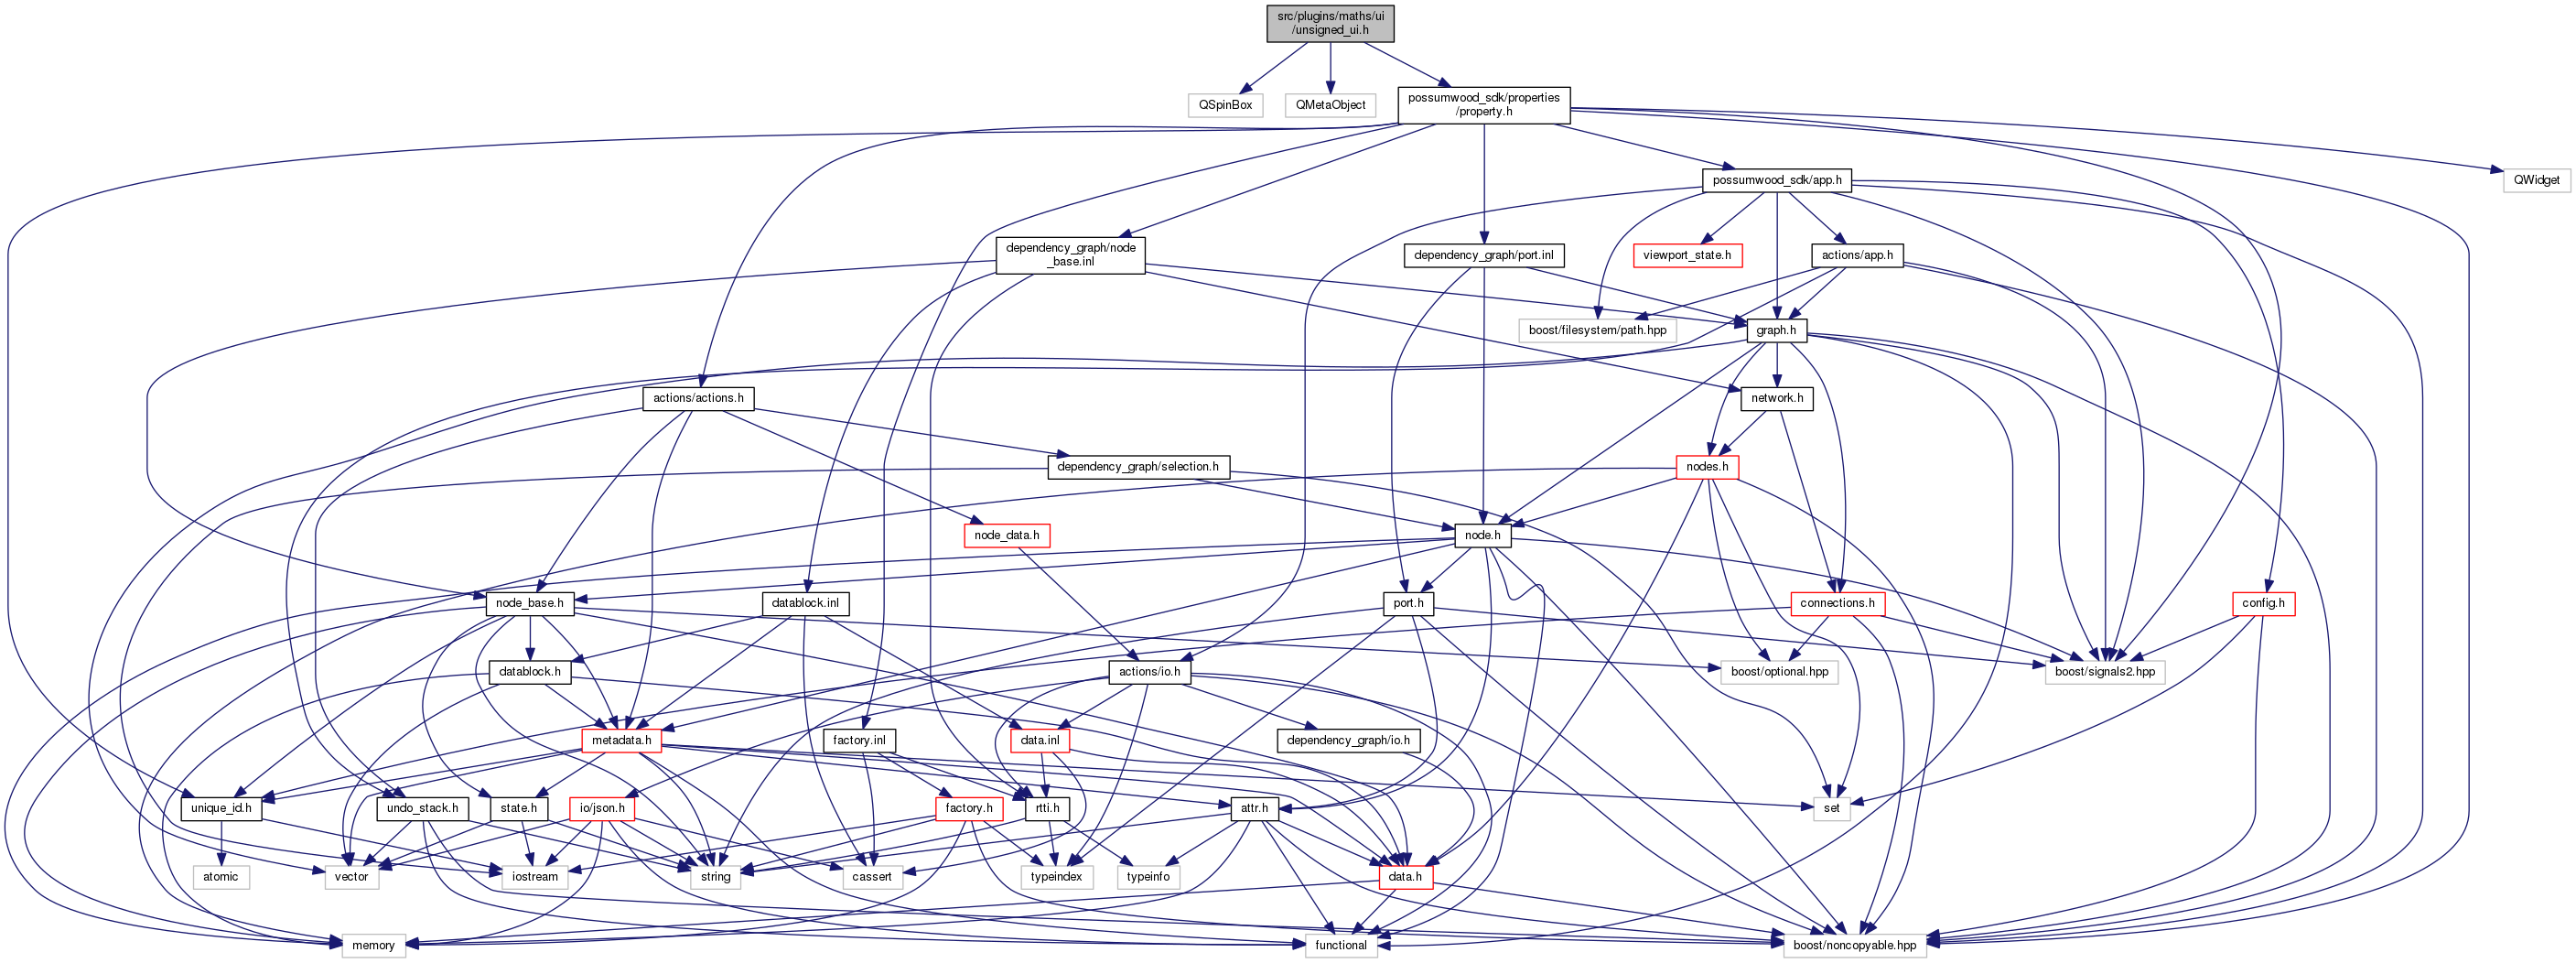 src/plugins/maths/ui
/unsigned_ui.h
QSpinBox
QMetaObject
possumwood_sdk/properties
/property.h
possumwood_sdk/app.h
QWidget
dependency_graph/node
_base.inl
dependency_graph/port.inl
viewport_state.h
actions/app.h
boost/filesystem/path.hpp
graph.h
actions/actions.h
network.h
dependency_graph/selection.h
nodes.h
node_data.h
node.h
node_base.h
datablock.inl
port.h
connections.h
config.h
datablock.h
actions/io.h
boost/optional.hpp
boost/signals2.hpp
metadata.h
factory.inl
data.inl
dependency_graph/io.h
unique_id.h
undo_stack.h
state.h
io/json.h
factory.h
rtti.h
attr.h
set
atomic
vector
iostream
string
cassert
typeindex
typeinfo
data.h
memory
functional
boost/noncopyable.hpp